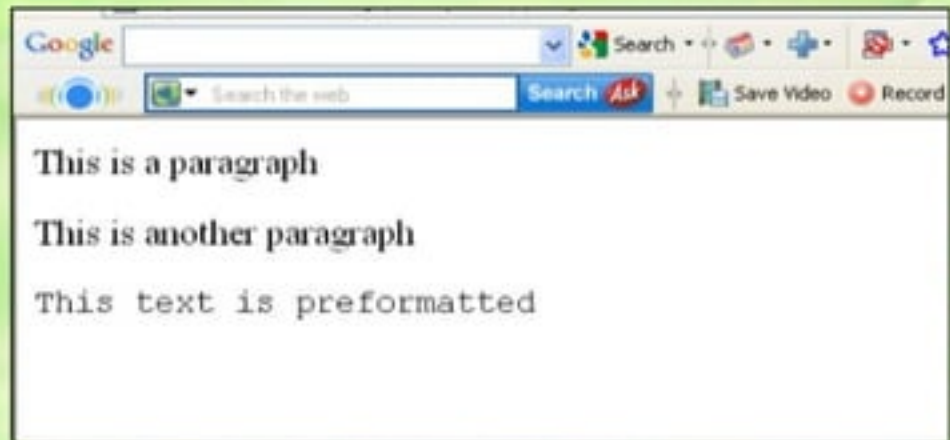 Google Search
Search the web Search Ask Save Video Record
This is a paragraph
This is another paragraph
This text is preformatted